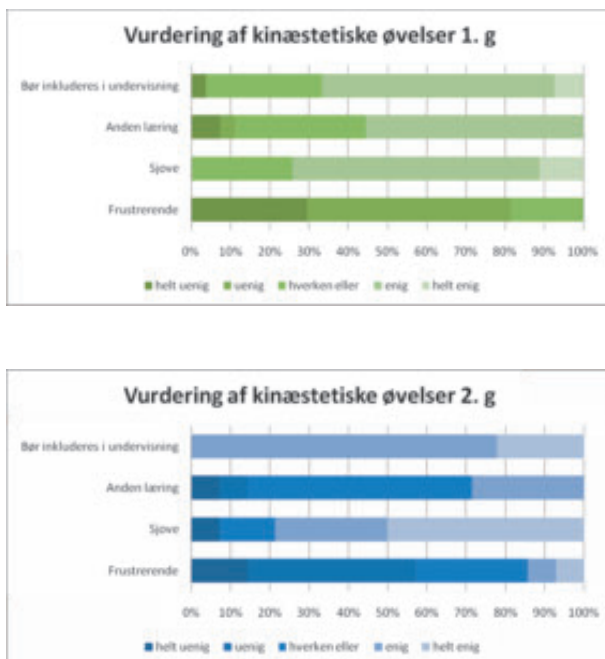 Vurdering af kinæstetiske øvelser 1. g
Bør inkluderes i undervisning
Anden læring
Sjove
Frustrerende
0% 10% 20% 30% 40% 50% 60% 70% 80% 90% 100%
helt uenig uenig hverken eller enig helt enig
Vurdering af kinæstetiske øvelser 2. g
Bør inkluderes i undervisning
Anden læring
Sjove
Frustrerende
0% 10% 20% 30% 40% 50% 60% 70% 80% 90% 100%
helt uenig uenig hverken eller enig helt enig